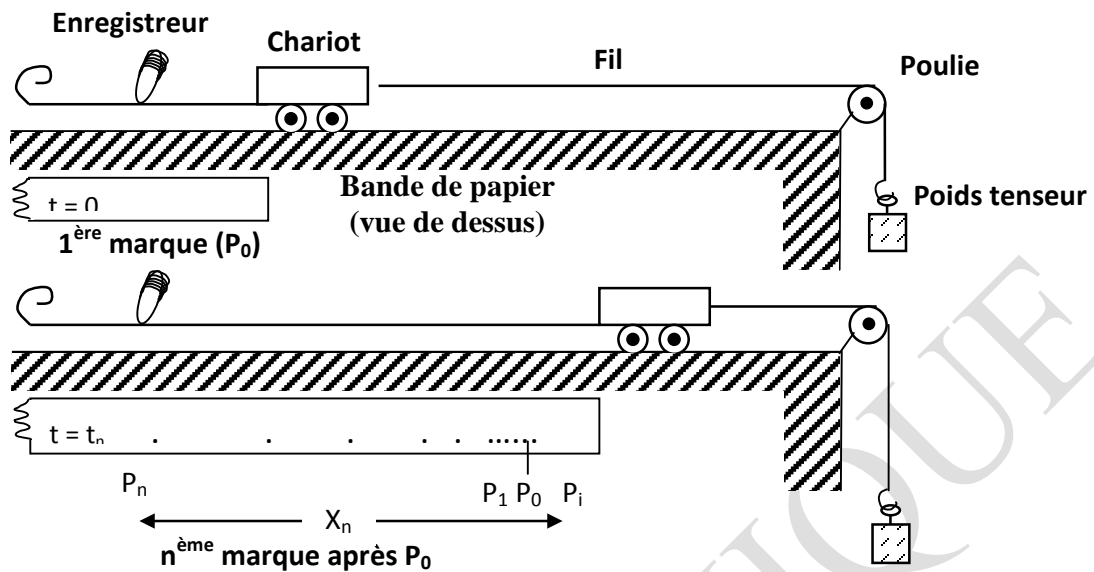 Enregistreur
Chariot
Fil
Poulie
t = 0
Bande de papier
(vue de dessus)
Poids tenseur
1ère marque (P0)
t = tn
Pn
P1 P0 Pi
Xn
nème marque après P0